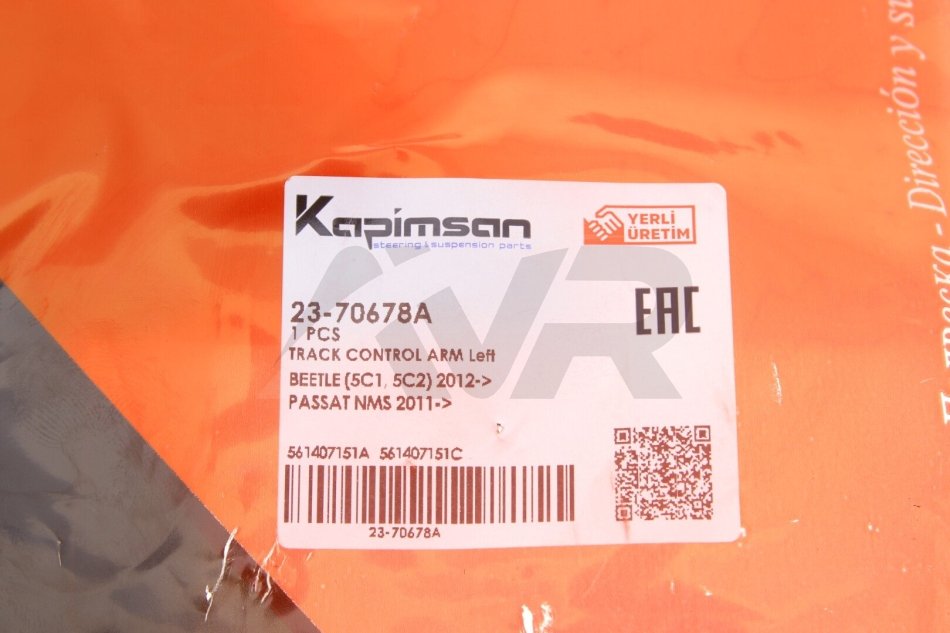 Kapimsan
steering & suspension parts
YERLİ
ÜRETİM
23-70678A
1 PCS
TRACK CONTROL ARM Left
BEETLE (5C1, 5C2) 2012->
PASSAT NMS 2011->
EAC
561407151A 561407151C
23-70678A
Dirección y